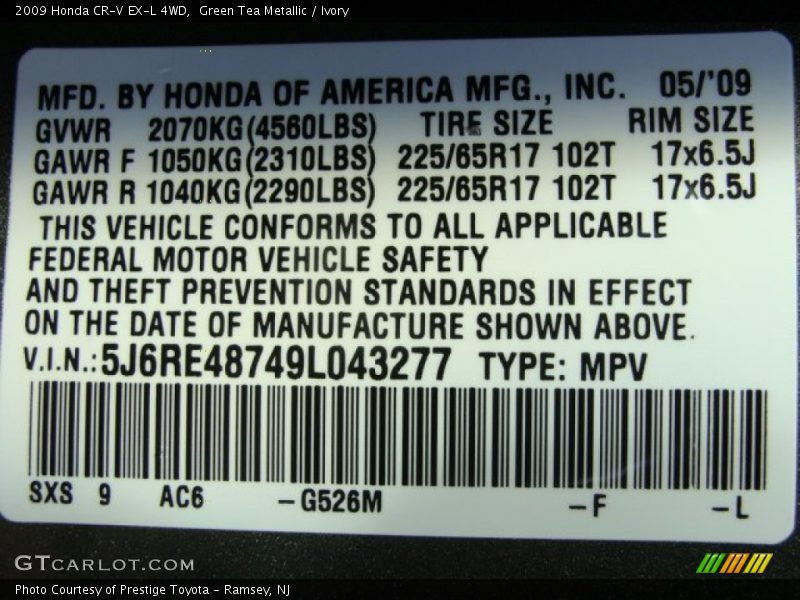 2009 Honda CR-V EX-L 4WD,  Green Tea Metallic / Ivory
MFD. BY HONDA OF AMERICA MFG., INC.  05/'09
GVWR  2070KG(4560LBS)  TIRE SIZE  RIM SIZE
GAWR F 1050KG(2310LBS)  225/65R17 102T  17x6.5J
GAWR R 1040KG(2290LBS)  225/65R17 102T  17x6.5J
THIS VEHICLE CONFORMS TO ALL APPLICABLE
FEDERAL MOTOR VEHICLE SAFETY
AND THEFT PREVENTION STANDARDS IN EFFECT
ON THE DATE OF MANUFACTURE SHOWN ABOVE.
V.I.N.:5J6RE48749L043277  TYPE: MPV
SXS  9  AC6  -G526M  -F  -L
GTCARLOT.COM
Photo Courtesy of Prestige Toyota - Ramsey, NJ